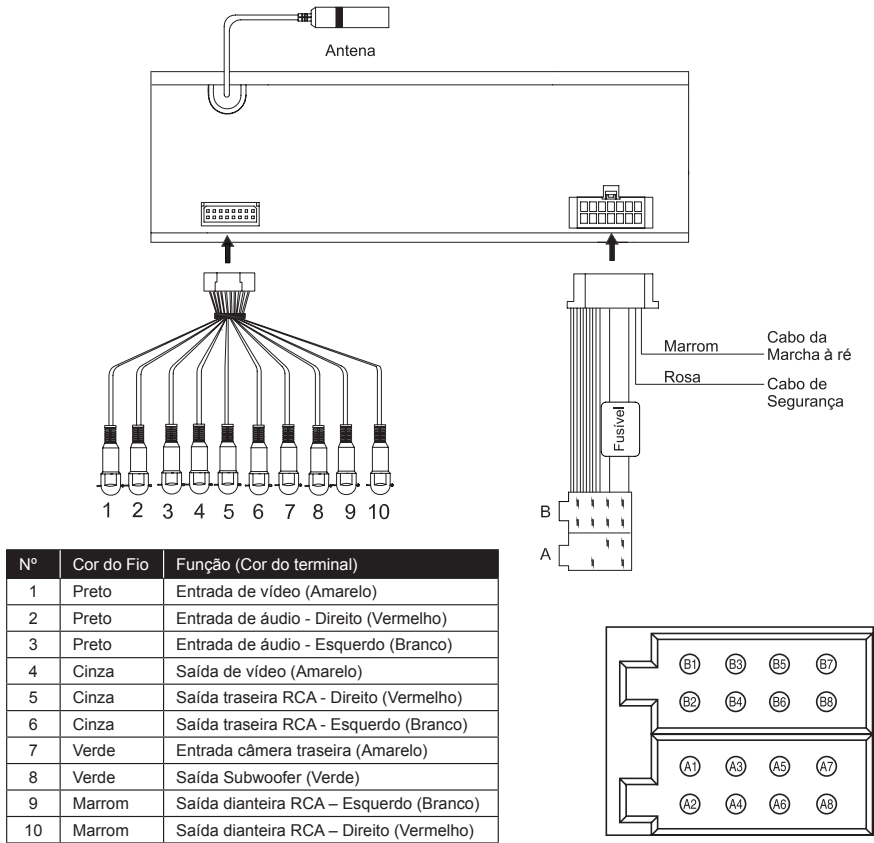 Antena
Marrom
Cabo da
Marcha à ré
Rosa
Cabo de
Segurança
Fusível
B
A
1 2 3 4 5 6 7 8 9 10
Nº Cor do Fio Função (Cor do terminal)
1 Preto Entrada de vídeo (Amarelo)
2 Preto Entrada de áudio - Direito (Vermelho)
3 Preto Entrada de áudio - Esquerdo (Branco)
4 Cinza Saída de vídeo (Amarelo)
5 Cinza Saída traseira RCA - Direito (Vermelho)
6 Cinza Saída traseira RCA - Esquerdo (Branco)
7 Verde Entrada câmera traseira (Amarelo)
8 Verde Saída Subwoofer (Verde)
9 Marrom Saída dianteira RCA – Esquerdo (Branco)
10 Marrom Saída dianteira RCA – Direito (Vermelho)
B1 B3 B5 B7
B2 B4 B6 B8
A1 A3 A5 A7
A2 A4 A6 A8